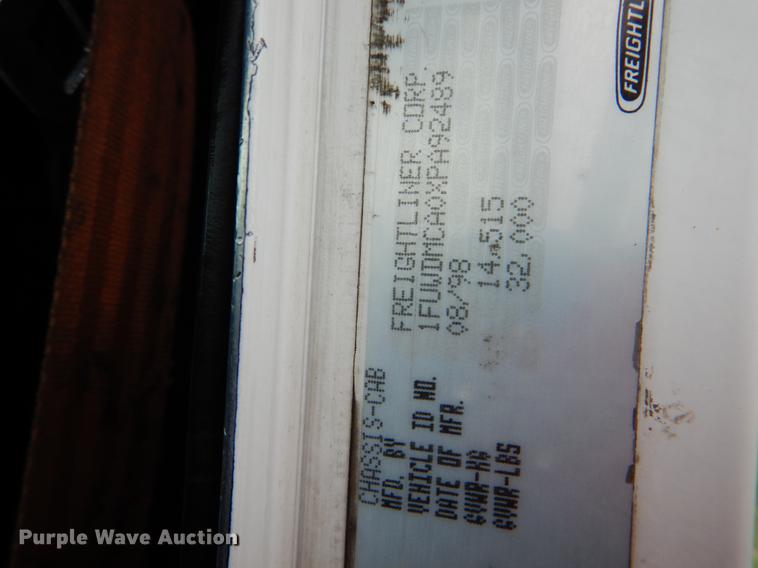 CHASSIS-CAB
MFD. BY FREIGHTLINER CORP.
VEHICLE ID NO. 1FUWDMCA0XPA92489
DATE OF MFR. 08/98
GVWR-KG 14,515
GVWR-LBS 32,000
FREIGHTL
Purple Wave Auction